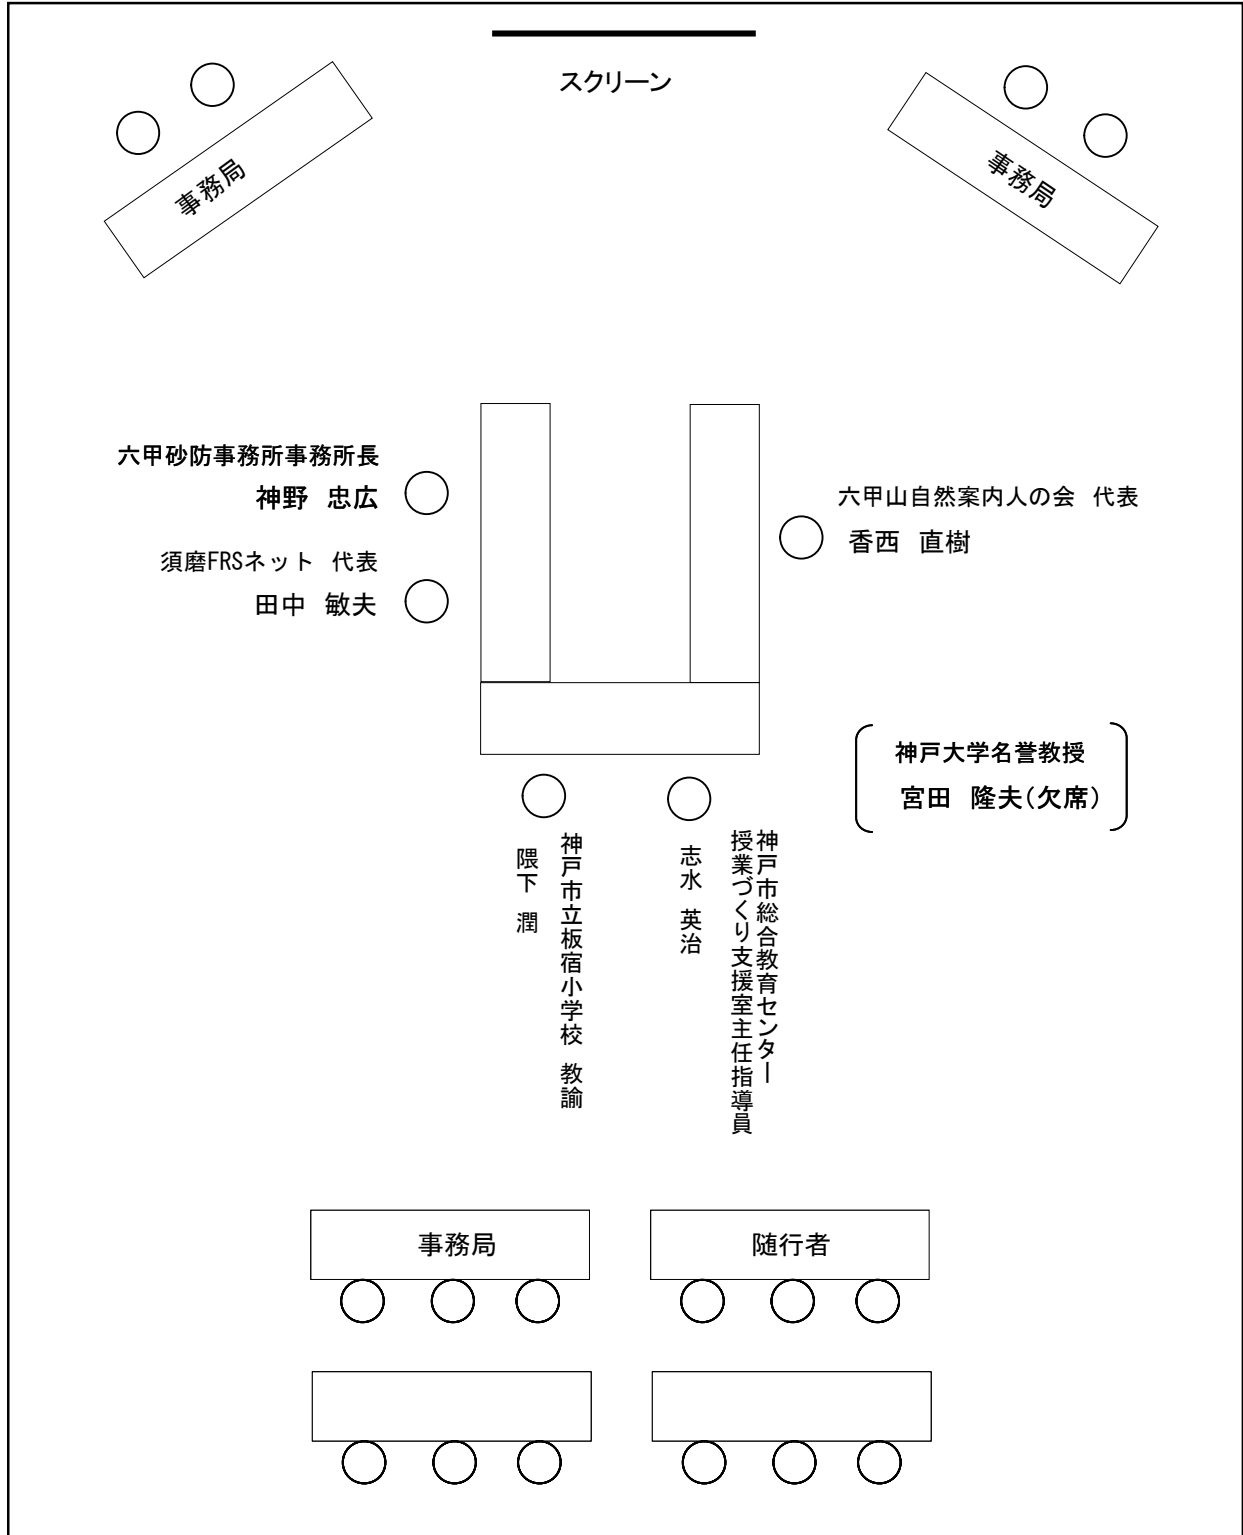 スクリーン
事務局
事務局
六甲砂防事務所事務所長
神野　忠広
須磨FRSネット　代表
田中　敏夫
六甲山自然案内人の会　代表
香西　直樹
神戸大学名誉教授
宮田　隆夫（欠席）
神戸市立板宿小学校　教諭
隈下　潤
神戸市総合教育センター
授業づくり支援室主任指導員
志水　英治
事務局
随行者